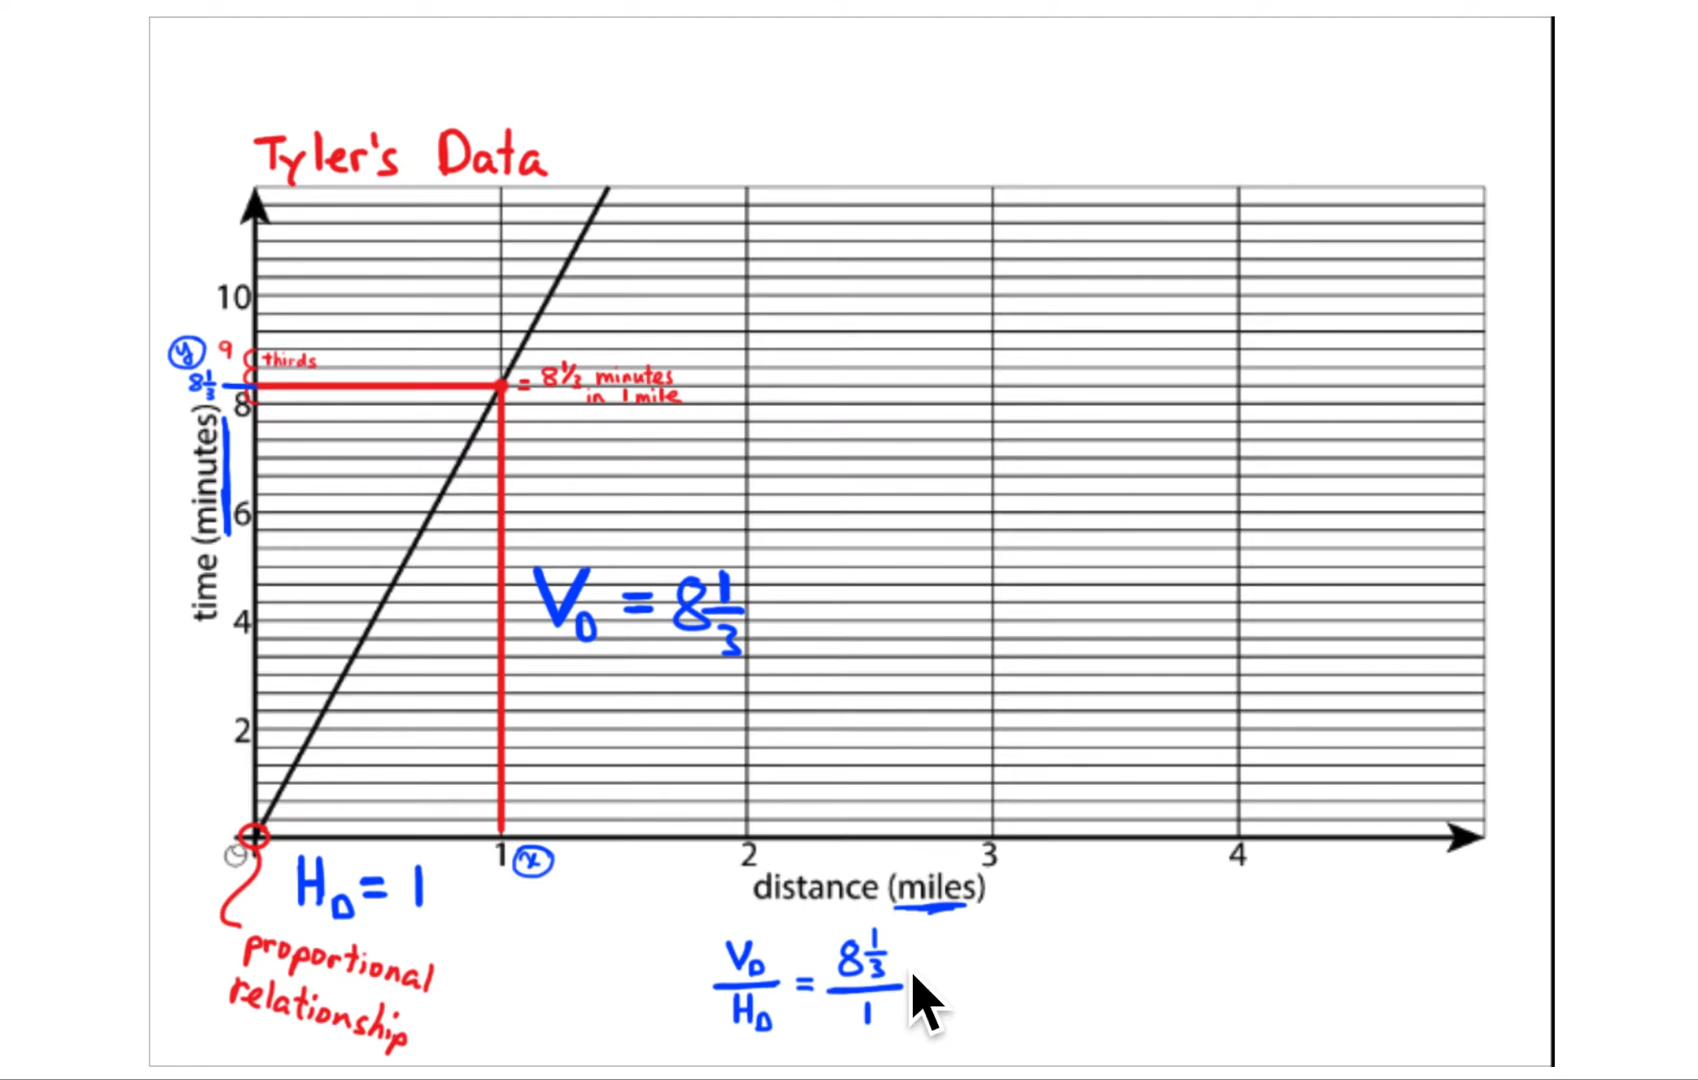 Tyler's Data
10
y 9 thirds
8 1/3 = 8 1/3 minutes
in 1 mile
8
time (minutes)
6
V_D = 8 1/3
4
2
0 1 x 2 3 4
H_D = 1
distance (miles)
proportional
relationship
V_D/H_D = 8 1/3 / 1